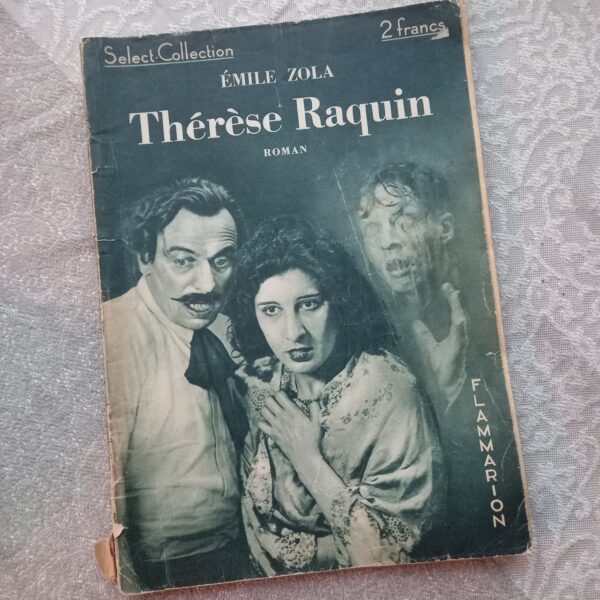 Select-Collection
2 francs
ÉMILE ZOLA
Thérèse Raquin
ROMAN
FLAMMARION